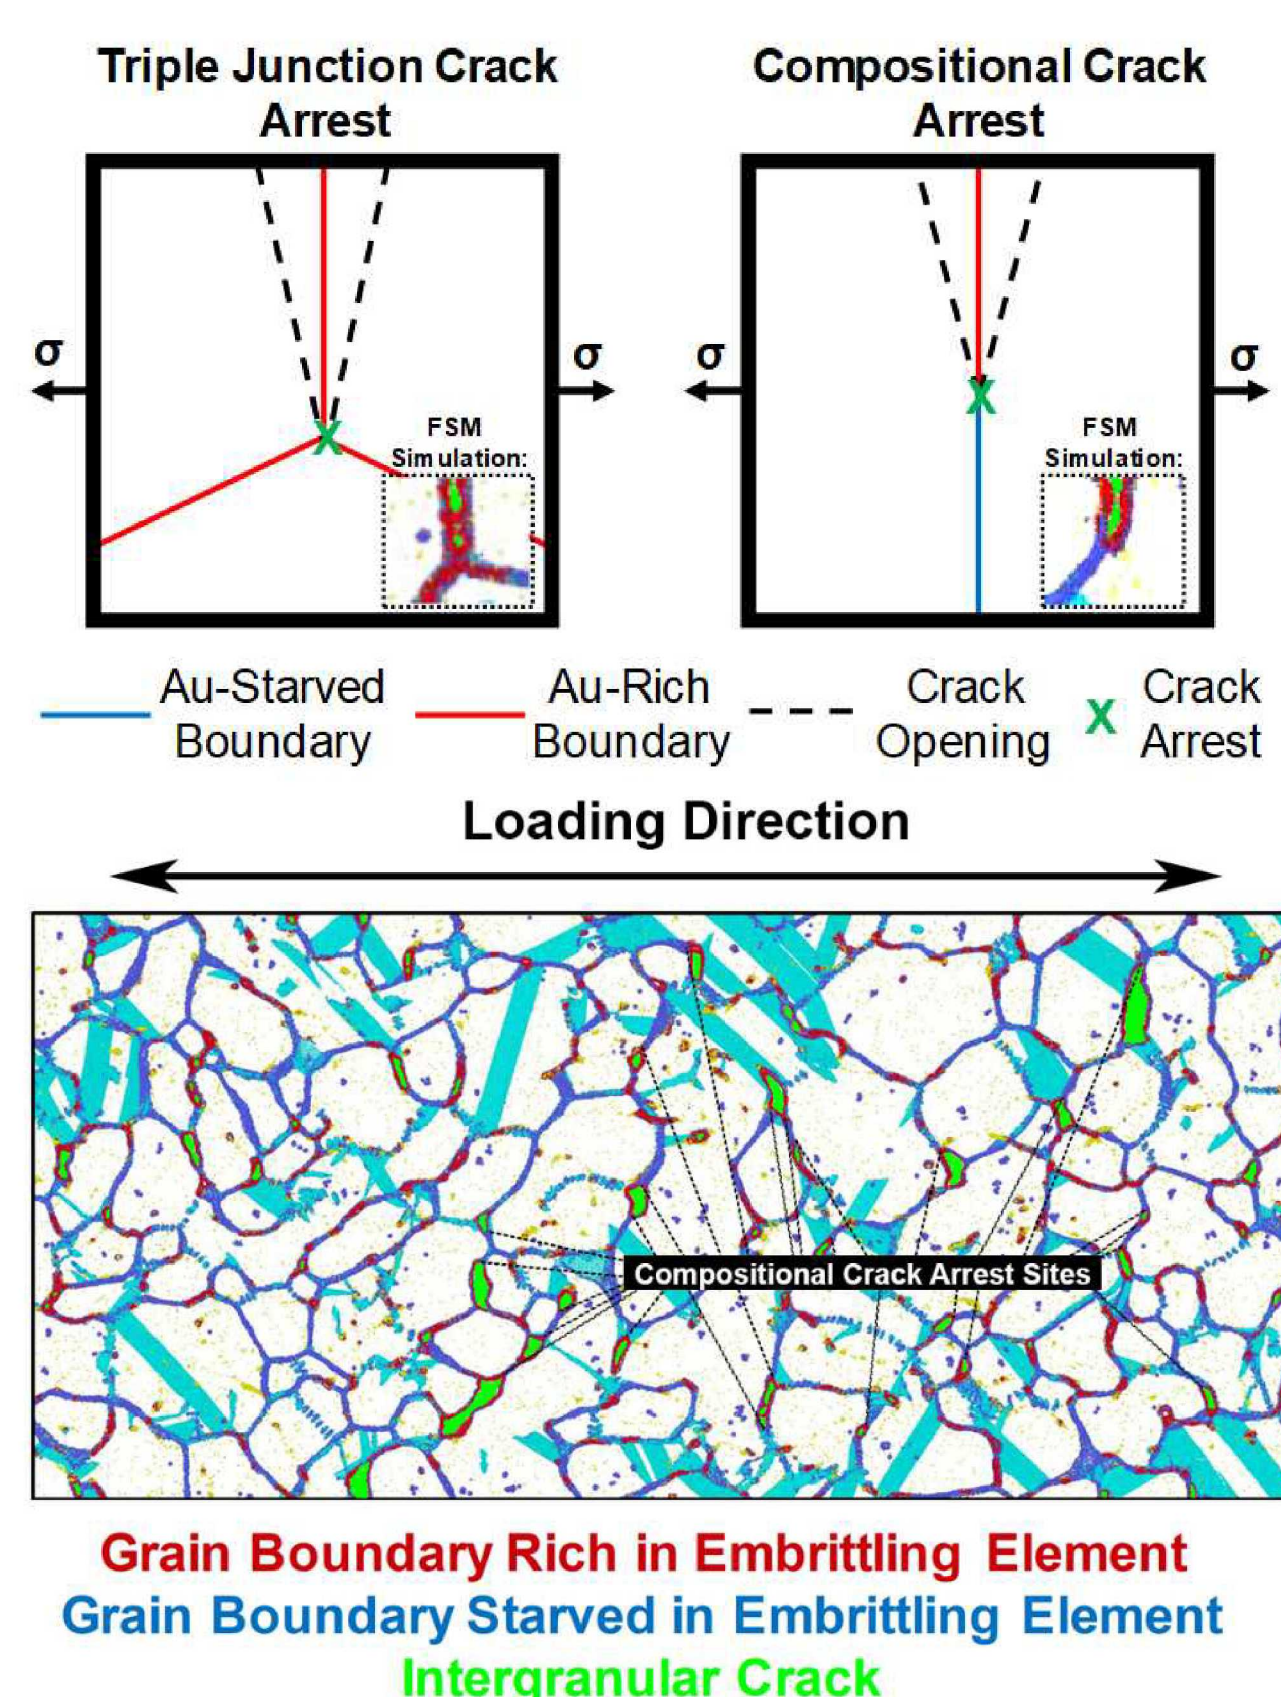 Triple Junction Crack
Arrest
Compositional Crack
Arrest
σ
σ
σ
σ
FSM
Simulation:
FSM
Simulation:
X
X
Au-Starved
Boundary
Au-Rich
Boundary
Crack
Opening
X
Crack
Arrest
Loading Direction
Compositional Crack Arrest Sites
Grain Boundary Rich in Embrittling Element
Grain Boundary Starved in Embrittling Element
Intergranular Crack